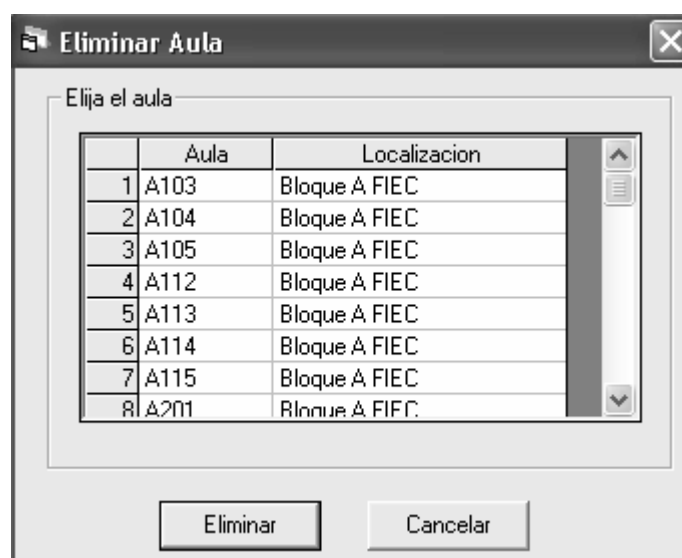 Eliminar Aula
Elija el aula
Aula Localizacion
1 A103 Bloque A FIEC
2 A104 Bloque A FIEC
3 A105 Bloque A FIEC
4 A112 Bloque A FIEC
5 A113 Bloque A FIEC
6 A114 Bloque A FIEC
7 A115 Bloque A FIEC
8 A201 Bloque A FIEC
Eliminar Cancelar